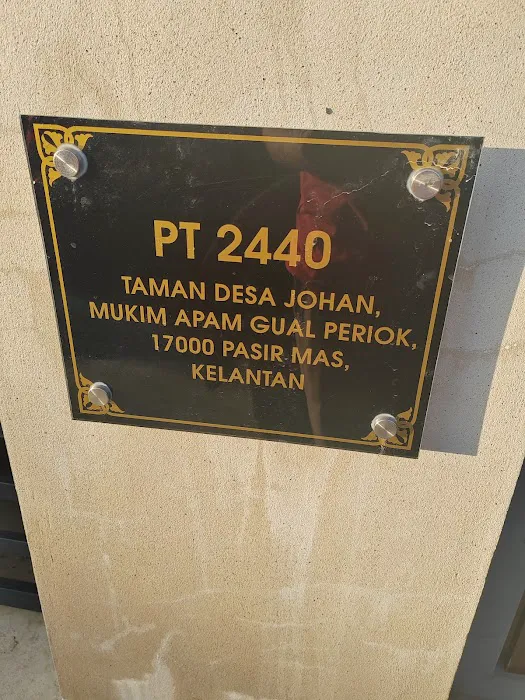 PT 2440
TAMAN DESA JOHAN,
MUKIM APAM GUAL PERIOK,
17000 PASIR MAS,
KELANTAN